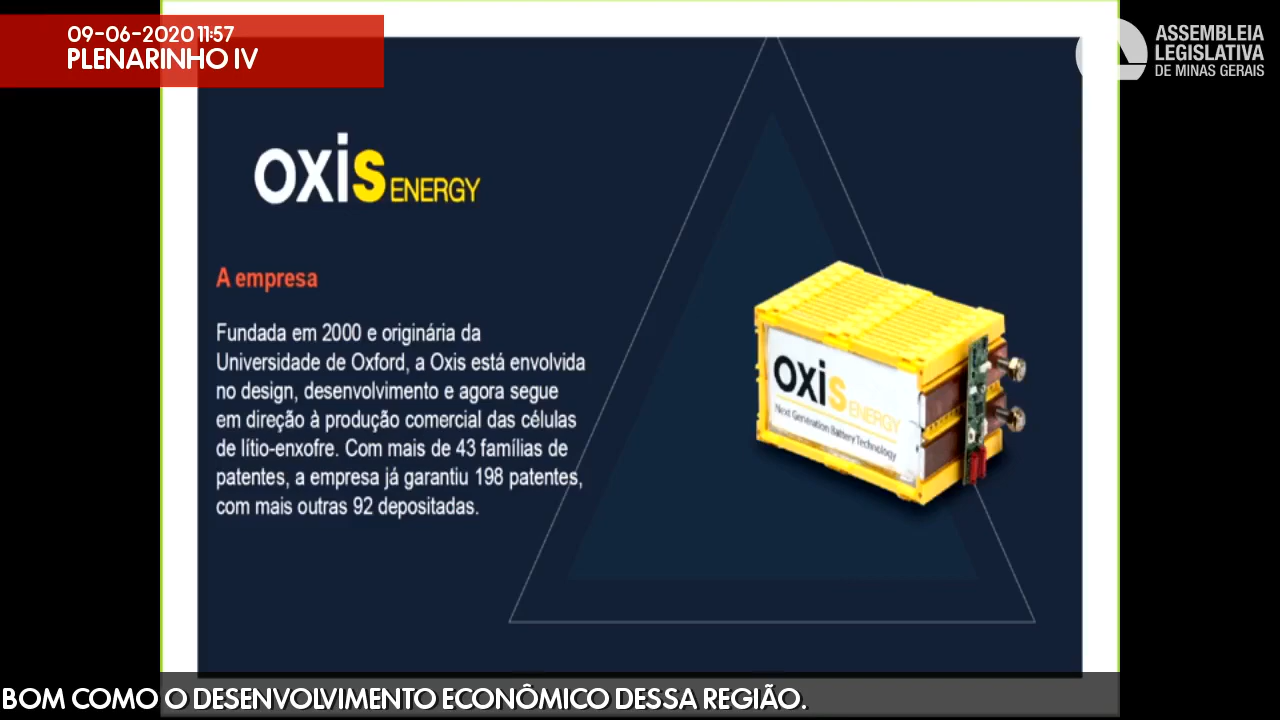 09-06-2020 11:57
PLENARINHO IV
ASSEMBLEIA
LEGISLATIVA
DE MINAS GERAIS
oxis ENERGY
A empresa
Fundada em 2000 e originária da
Universidade de Oxford, a Oxis está envolvida
no design, desenvolvimento e agora segue
em direção à produção comercial das células
de lítio-enxofre. Com mais de 43 famílias de
patentes, a empresa já garantiu 198 patentes,
com mais outras 92 depositadas.
oxis ENERGY
Next Generation Battery Technology
BOM COMO O DESENVOLVIMENTO ECONÔMICO DESSA REGIÃO.